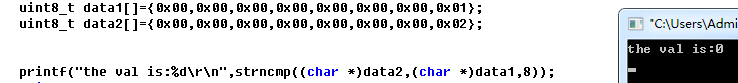 uint8_t data1[]={0x00,0x00,0x00,0x00,0x00,0x00,0x00,0x01};
uint8_t data2[]={0x00,0x00,0x00,0x00,0x00,0x00,0x00,0x02};
printf("the val is:%d\r\n",strncmp((char *)data2,(char *)data1,8));
"C:\Users\Admi
the val is:0